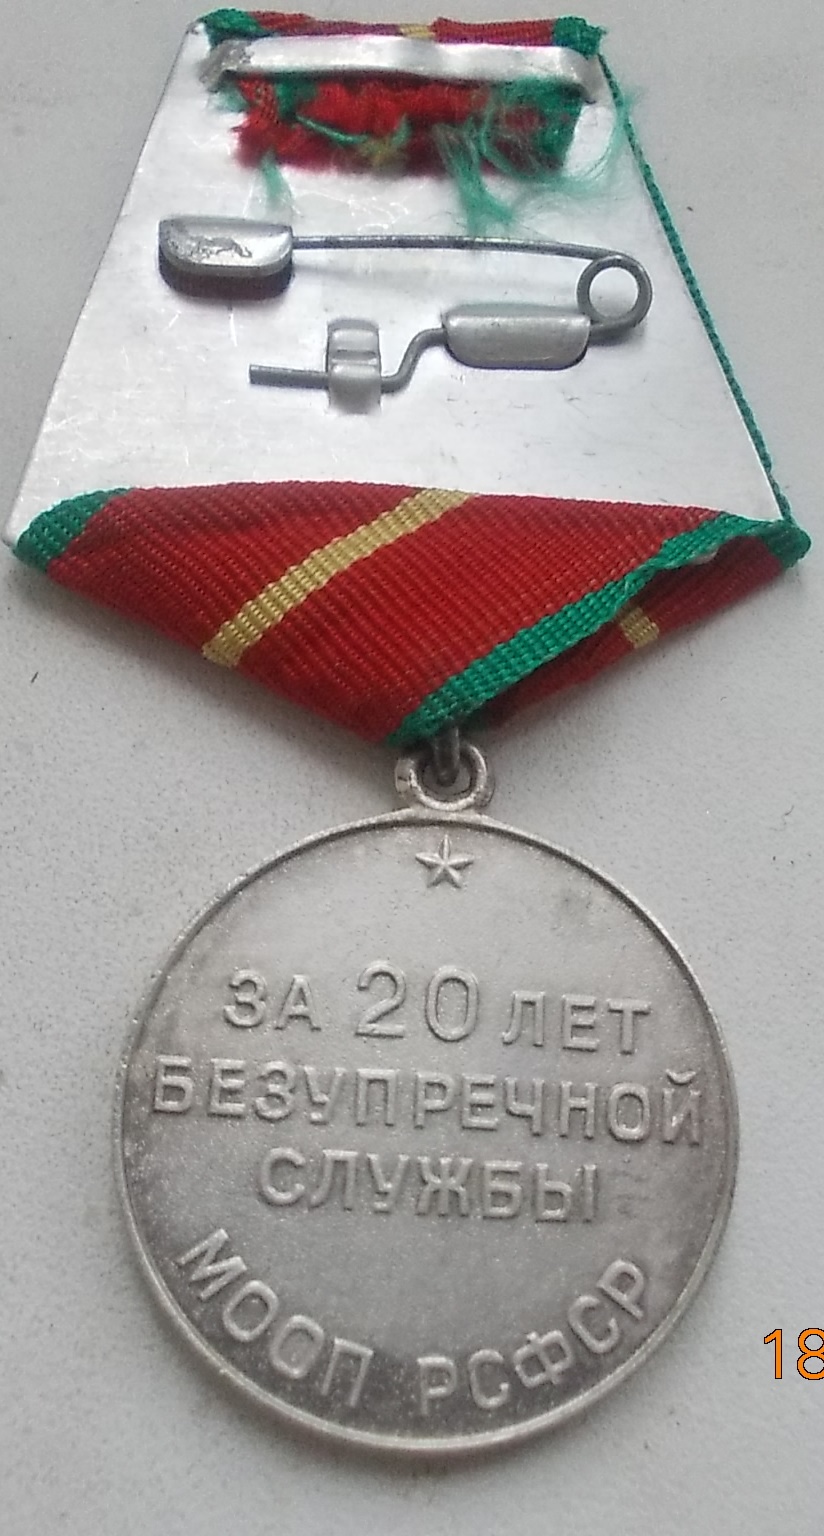 ЗА 20 ЛЕТ
БЕЗУПРЕЧНОЙ
СЛУЖБЫ
МООП РСФСР
18